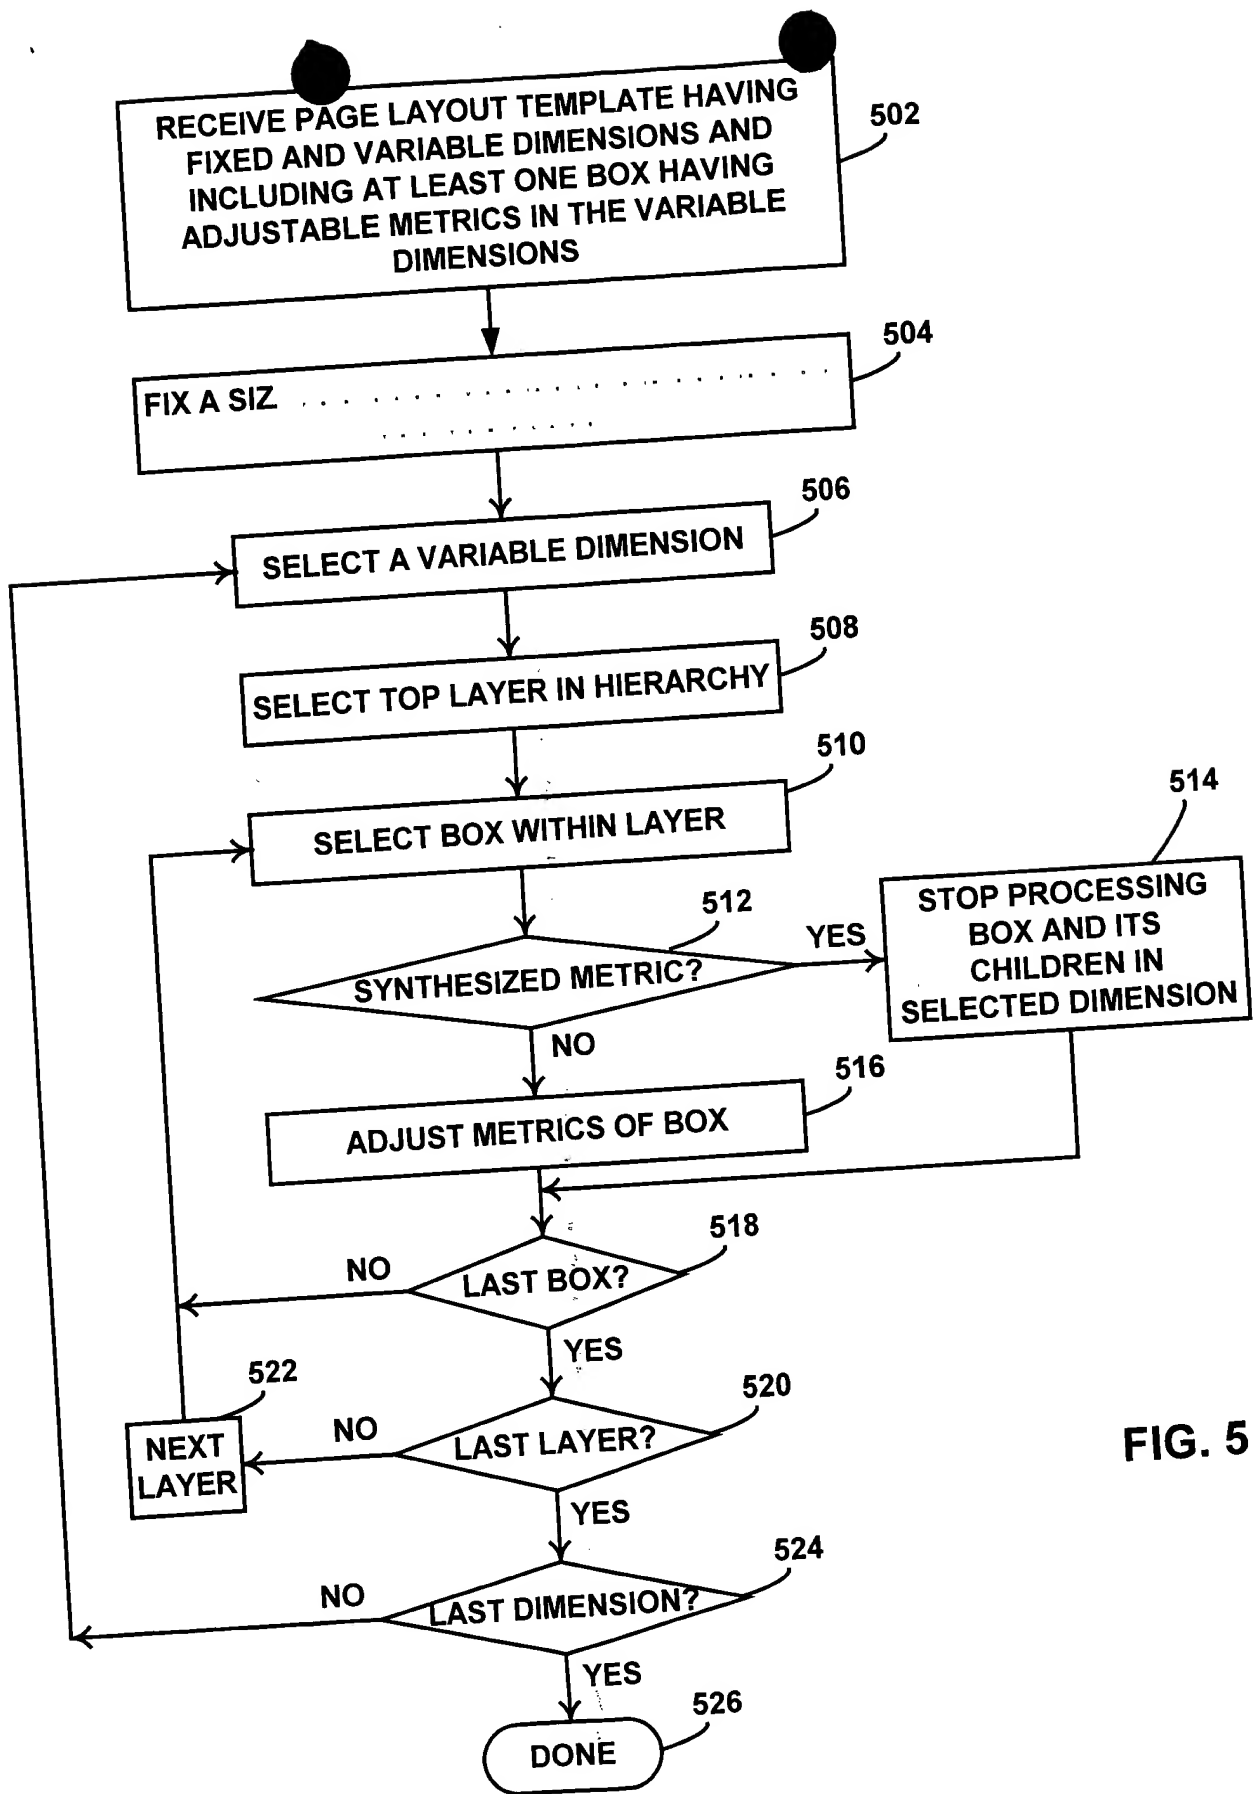 RECEIVE PAGE LAYOUT TEMPLATE HAVING
FIXED AND VARIABLE DIMENSIONS AND
INCLUDING AT LEAST ONE BOX HAVING
ADJUSTABLE METRICS IN THE VARIABLE
DIMENSIONS
502
504
FIX A SIZ
506
SELECT A VARIABLE DIMENSION
508
SELECT TOP LAYER IN HIERARCHY
510
SELECT BOX WITHIN LAYER
512
SYNTHESIZED METRIC?
YES
514
STOP PROCESSING
BOX AND ITS
CHILDREN IN
SELECTED DIMENSION
NO
516
ADJUST METRICS OF BOX
518
LAST BOX?
NO
YES
520
LAST LAYER?
NO
522
NEXT
LAYER
YES
FIG. 5
524
LAST DIMENSION?
NO
YES
526
DONE